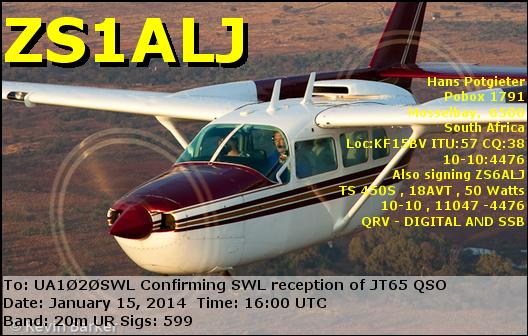 ZS1ALJ
Hans Potgieter
Pobox 1791
Mosselbay, 6500
South Africa
Loc:KF15BV ITU:57 CQ:38
10-10:4476
Also signing ZS6ALJ
TS 450S , 18AVT , 50 Watts
10-10 , 11047 -4476
QRV - DIGITAL AND SSB
To: UA1Ø2ØSWL Confirming SWL reception of JT65 QSO
Date: January 15, 2014 Time: 16:00 UTC
Band: 20m UR Sigs: 599
© Kevin Barker